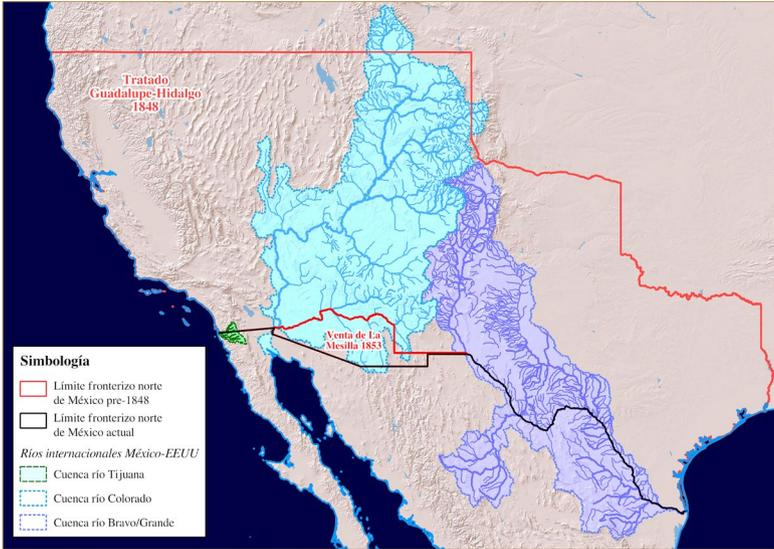 Tratado
Guadalupe-Hidalgo
1848
Venta de La
Mesilla 1853
Simbología
Límite fronterizo norte
de México pre-1848
Límite fronterizo norte
de México actual
Ríos internacionales México-EEUU
Cuenca río Tijuana
Cuenca río Colorado
Cuenca río Bravo/Grande